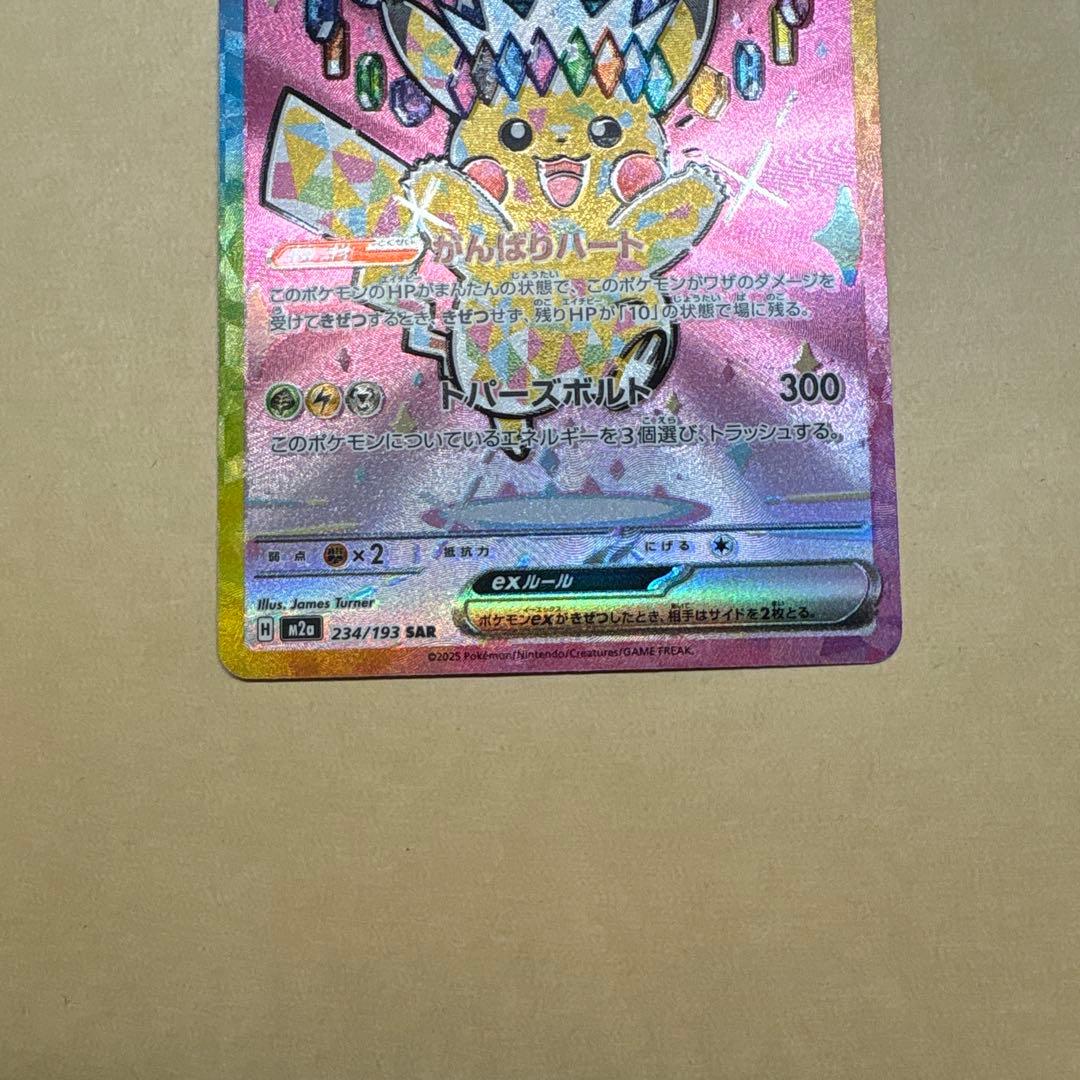 特性 がんばりハート
このポケモンのHPがまんたんの状態で、このポケモンがワザのダメージを
受けてきぜつするとき、きぜつせず、残りHPが「10」の状態で場に残る。
トパーズボルト 300
このポケモンについているエネルギーを3個選び、トラッシュする。
弱点 ×2 抵抗力 にげる
exルール
ポケモンexがきぜつしたとき、相手はサイドを2枚とる。
Illus. James Turner
H M2a 234/193 SAR
©2025 Pokémon/Nintendo/Creatures/GAME FREAK.